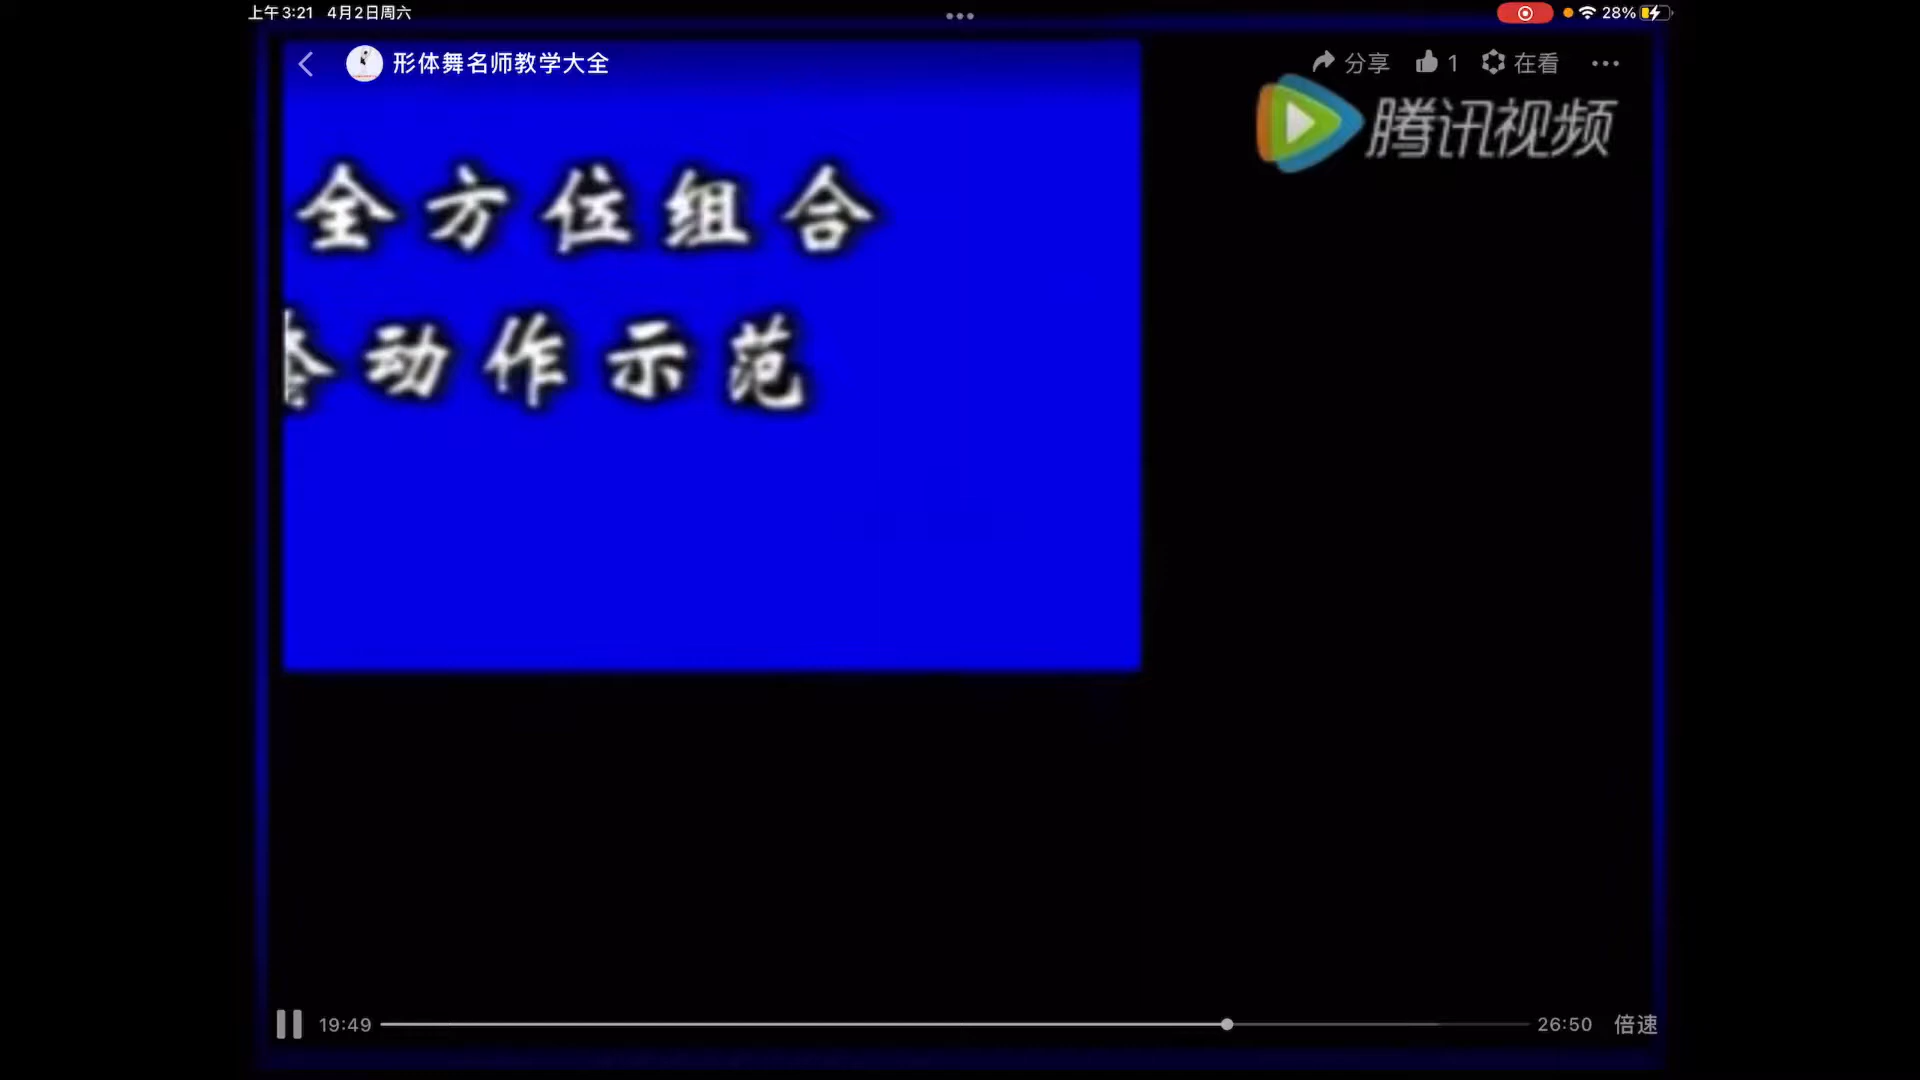 上午3:21 4月2日周六
28%
形体舞名师教学大全
分享 1 在看
腾讯视频
全方位组合
动作示范
19:49
26:50 倍速